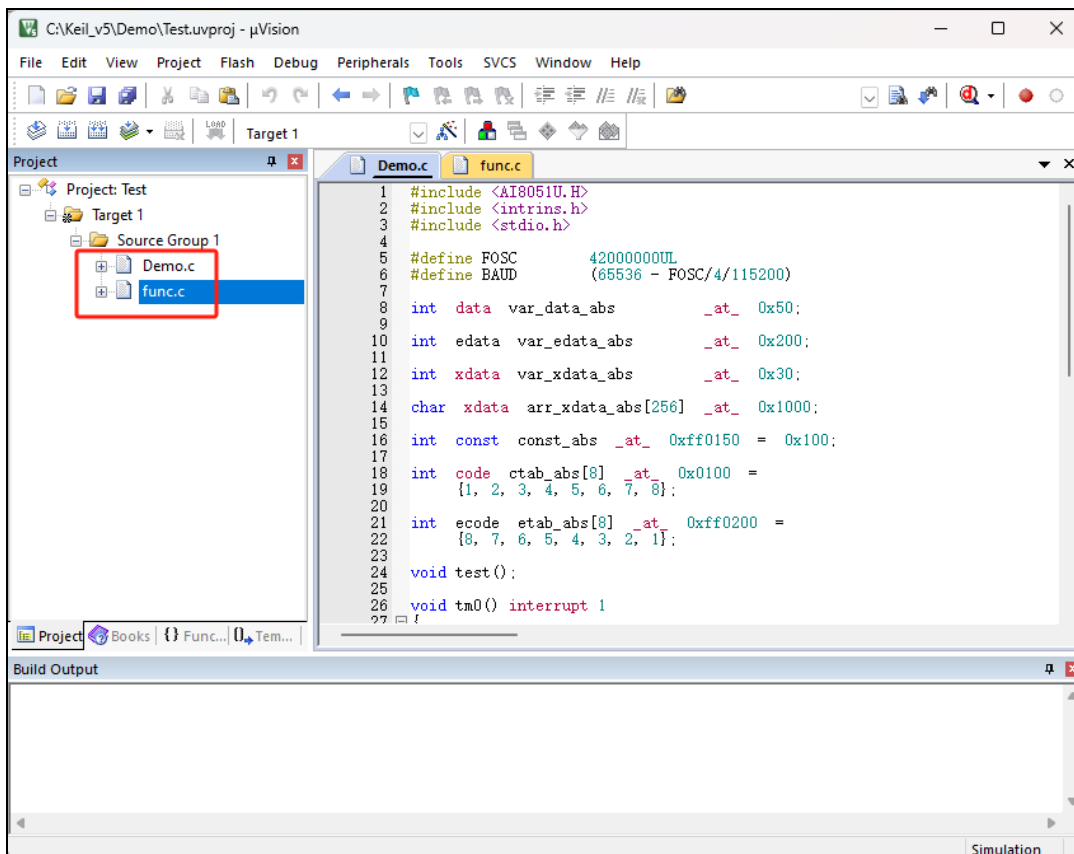 C:\Keil_v5\Demo\Test.uvproj - µVision
File Edit View Project Flash Debug Peripherals Tools SVCS Window Help
LOAD
Target 1
Project
Demo.c
func.c
Project: Test
Target 1
Source Group 1
Demo.c
func.c
1 #include <AI8051U.H>
2 #include <intrins.h>
3 #include <stdio.h>
4
5 #define FOSC 42000000UL
6 #define BAUD (65536 - FOSC/4/115200)
7
8 int data var_data_abs _at_ 0x50;
9
10 int edata var_edata_abs _at_ 0x200;
11
12 int xdata var_xdata_abs _at_ 0x30;
13
14 char xdata arr_xdata_abs[256] _at_ 0x1000;
15
16 int const const_abs _at_ 0xff0150 = 0x100;
17
18 int code ctab_abs[8] _at_ 0x0100 =
19 {1, 2, 3, 4, 5, 6, 7, 8};
20
21 int ecode etab_abs[8] _at_ 0xff0200 =
22 {8, 7, 6, 5, 4, 3, 2, 1};
23
24 void test();
25
26 void tm0() interrupt 1
27 {
Project Books {} Func... 0 Tem...
Build Output
Simulation